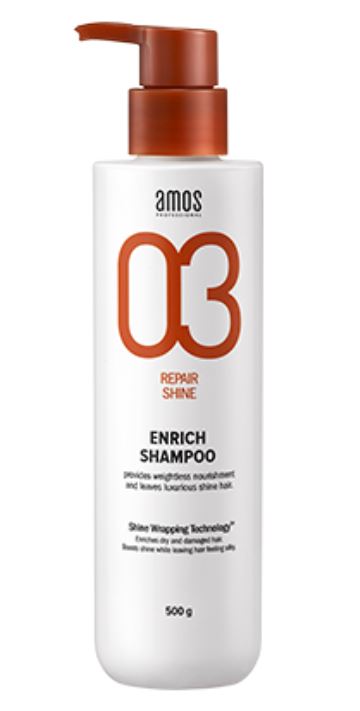 amos
PROFESSIONAL
03
REPAIR
SHINE
ENRICH
SHAMPOO
provides weightless nourishment
and leaves luxurious shine hair.
Shine Wrapping Technology™
Enriches dry and damaged hair.
Boosts shine while leaving hair feeling silky.
500 g